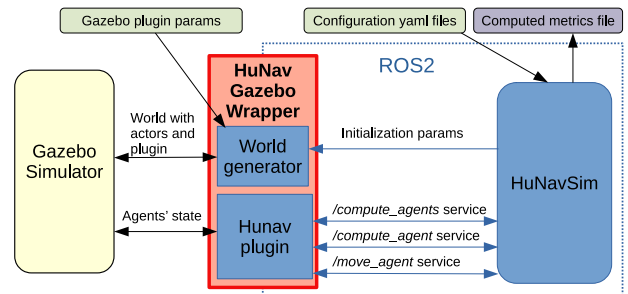 Gazebo plugin params
Configuration yaml files
Computed metrics file
ROS2
HuNav
Gazebo
Wrapper
World with
actors and
plugin
World
generator
Initialization params
Gazebo
Simulator
HuNavSim
Agents' state
Hunav
plugin
/compute_agents service
/compute_agent service
/move_agent service